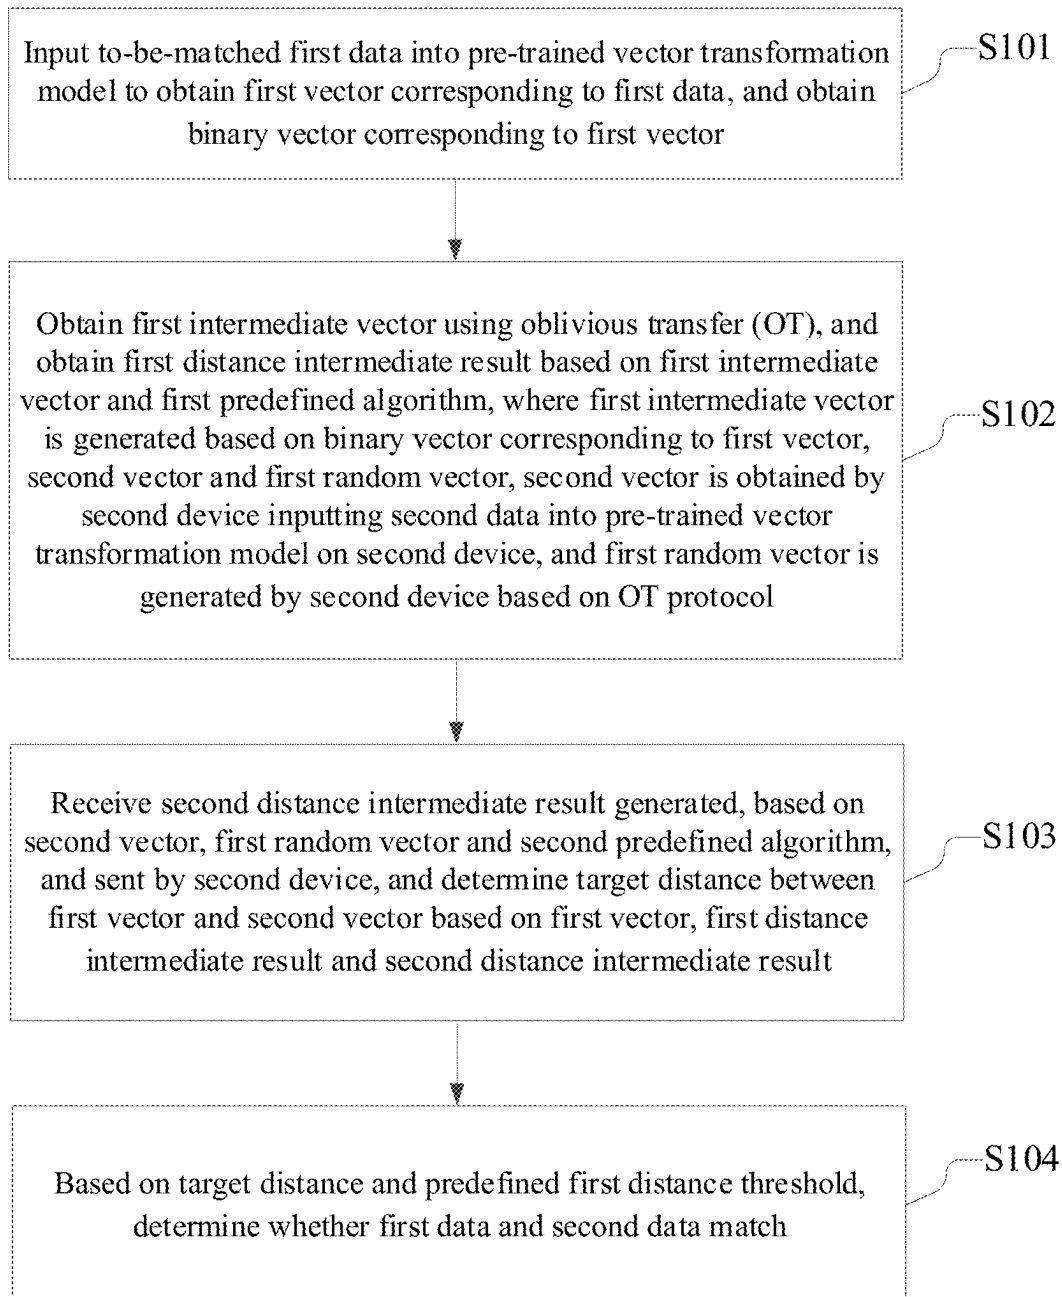 Input to-be-matched first data into pre-trained vector transformation
model to obtain first vector corresponding to first data, and obtain
binary vector corresponding to first vector
S101
Obtain first intermediate vector using oblivious transfer (OT), and
obtain first distance intermediate result based on first intermediate
vector and first predefined algorithm, where first intermediate vector
is generated based on binary vector corresponding to first vector,
second vector and first random vector, second vector is obtained by
second device inputting second data into pre-trained vector
transformation model on second device, and first random vector is
generated by second device based on OT protocol
S102
Receive second distance intermediate result generated, based on
second vector, first random vector and second predefined algorithm,
and sent by second device, and determine target distance between
first vector and second vector based on first vector, first distance
intermediate result and second distance intermediate result
S103
Based on target distance and predefined first distance threshold,
determine whether first data and second data match
S104